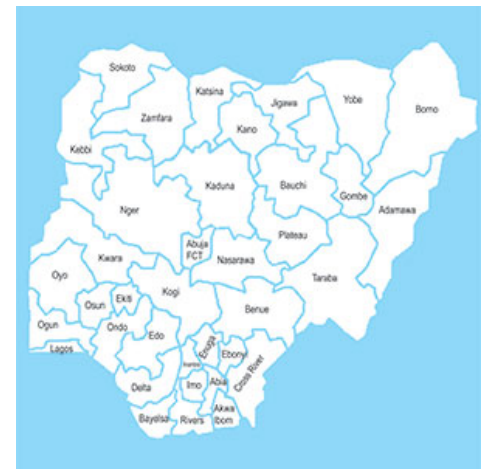 Sokoto
Katsina
Jigawa
Yobe
Borno
Zamfara
Kano
Kebbi
Kaduna
Bauchi
Gombe
Adamawa
Nger
Plateau
Abuja
FCT
Nasarawa
Kwara
Taraba
Oyo
Kogi
Osun
Ekiti
Benue
Ogun
Ondo
Edo
Lagos
Enuga
Ebonyi
Cross River
Delta
Imo
Abia
Bayelsa
Rivers
Akwa
Ibom